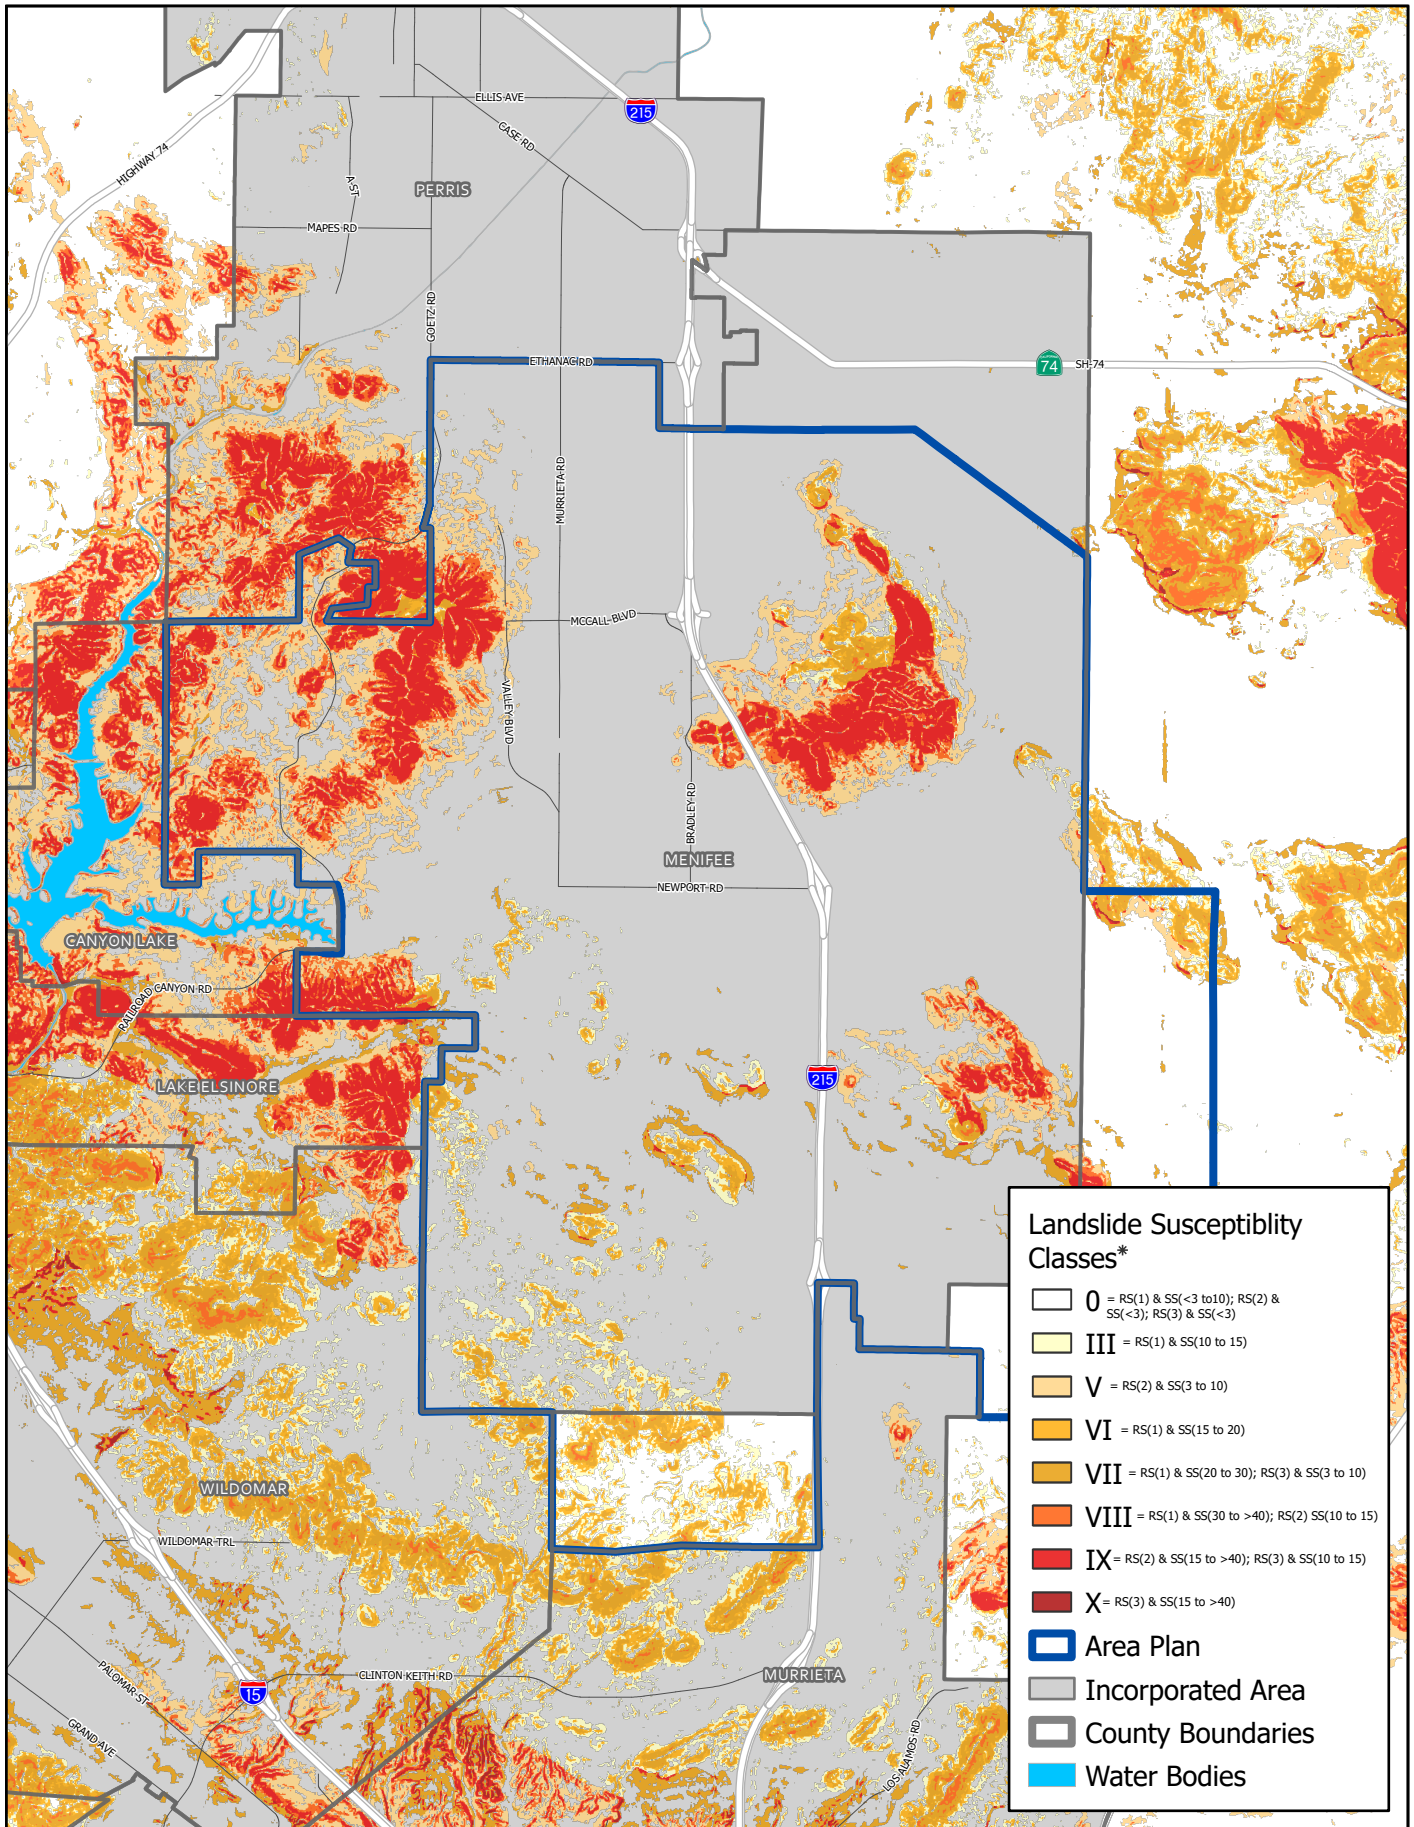 ELLIS AVE
215
CASE RD
HIGHWAY 74
A ST
PERRIS
MAPES RD
GOETZ RD
ETHANAC RD
74
SH-74
MURRIETA RD
MCCALL BLVD
VALLEY BLVD
BRADLEY RD
MENIFEE
NEWPORT RD
CANYON LAKE
RAILROAD CANYON RD
LAKE ELSINORE
215
WILDOMAR
WILDOMAR TRL
CLINTON KEITH RD
MURRIETA
PALOMAR ST
15
GRAND AVE
LOS ALAMOS RD
Landslide Susceptiblity
Classes*
0 = RS(1) & SS(<3 to10); RS(2) &
SS(<3); RS(3) & SS(<3)
III = RS(1) & SS(10 to 15)
V = RS(2) & SS(3 to 10)
VI = RS(1) & SS(15 to 20)
VII = RS(1) & SS(20 to 30); RS(3) & SS(3 to 10)
VIII = RS(1) & SS(30 to >40); RS(2) SS(10 to 15)
IX = RS(2) & SS(15 to >40); RS(3) & SS(10 to 15)
X = RS(3) & SS(15 to >40)
Area Plan
Incorporated Area
County Boundaries
Water Bodies